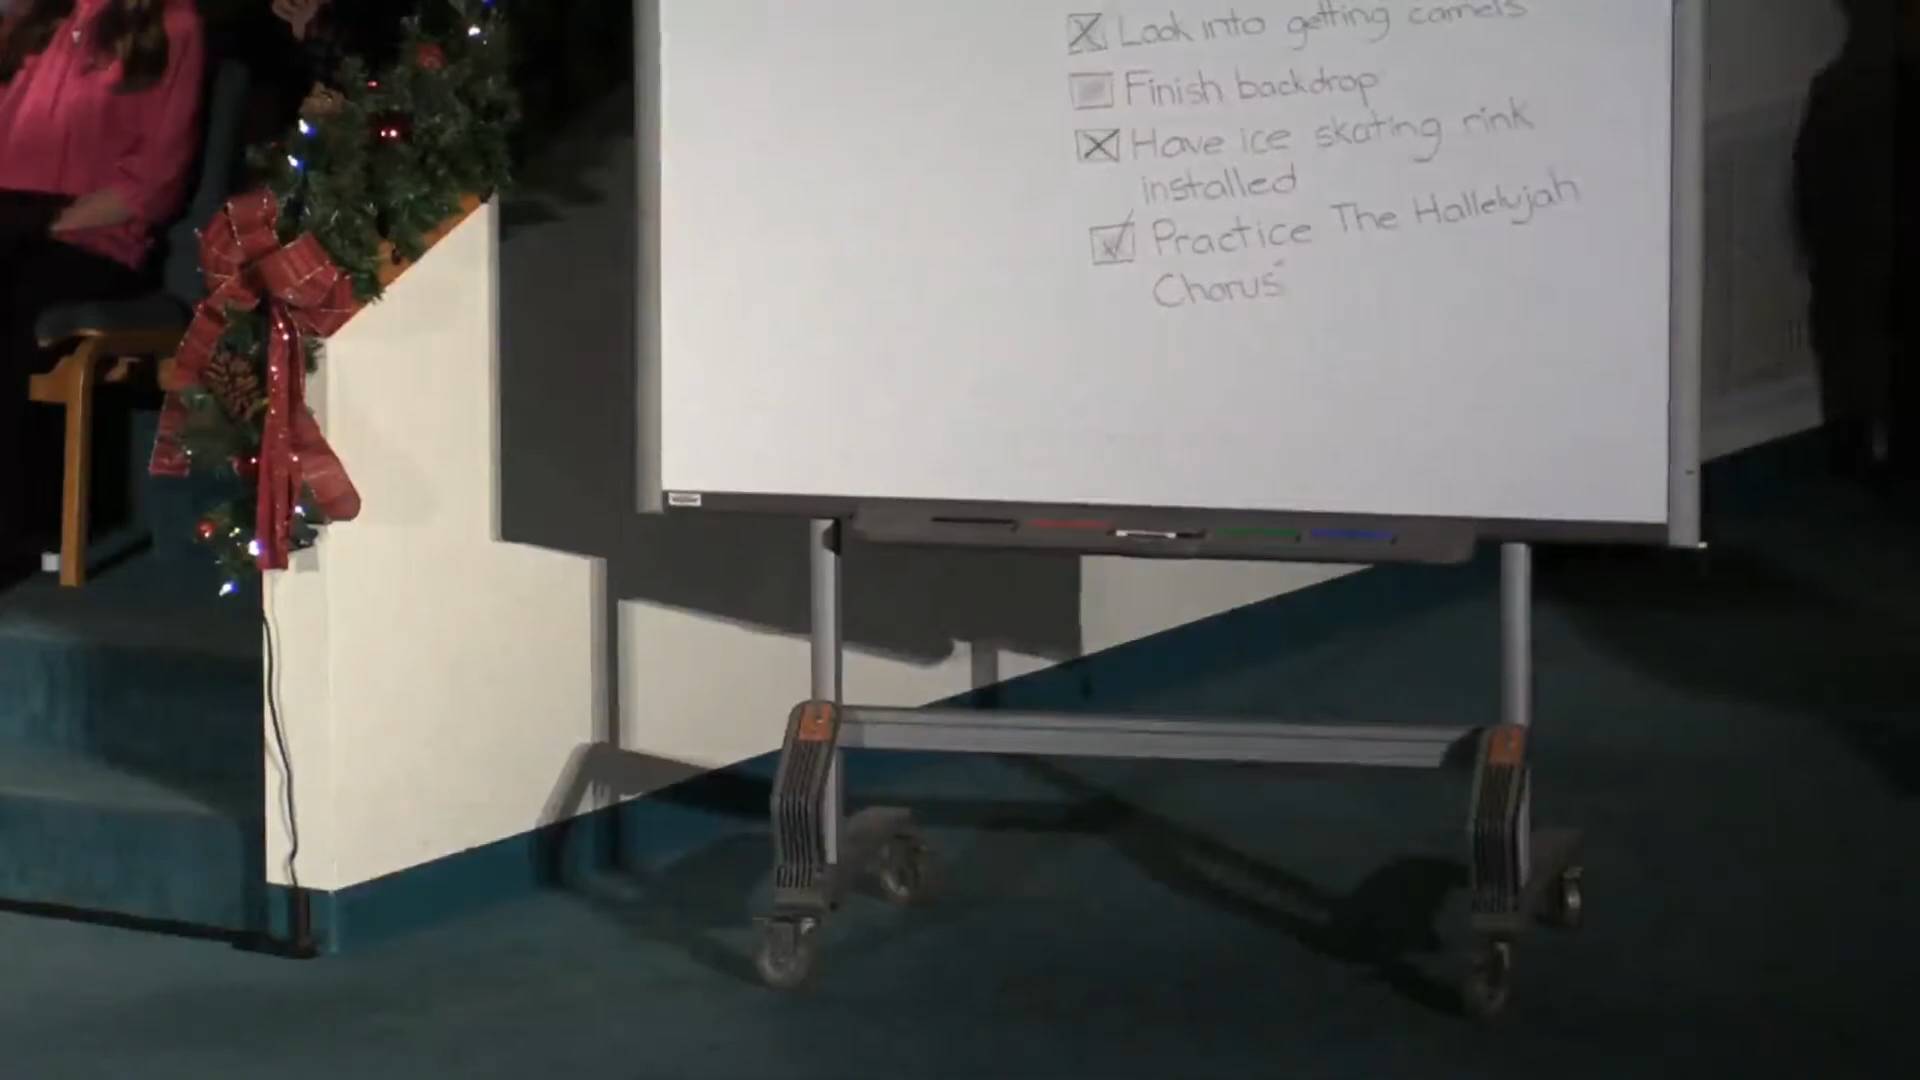 Look into getting camels
Finish backdrop
Have ice skating rink
installed
Practice The Hallelujah
Chorus"